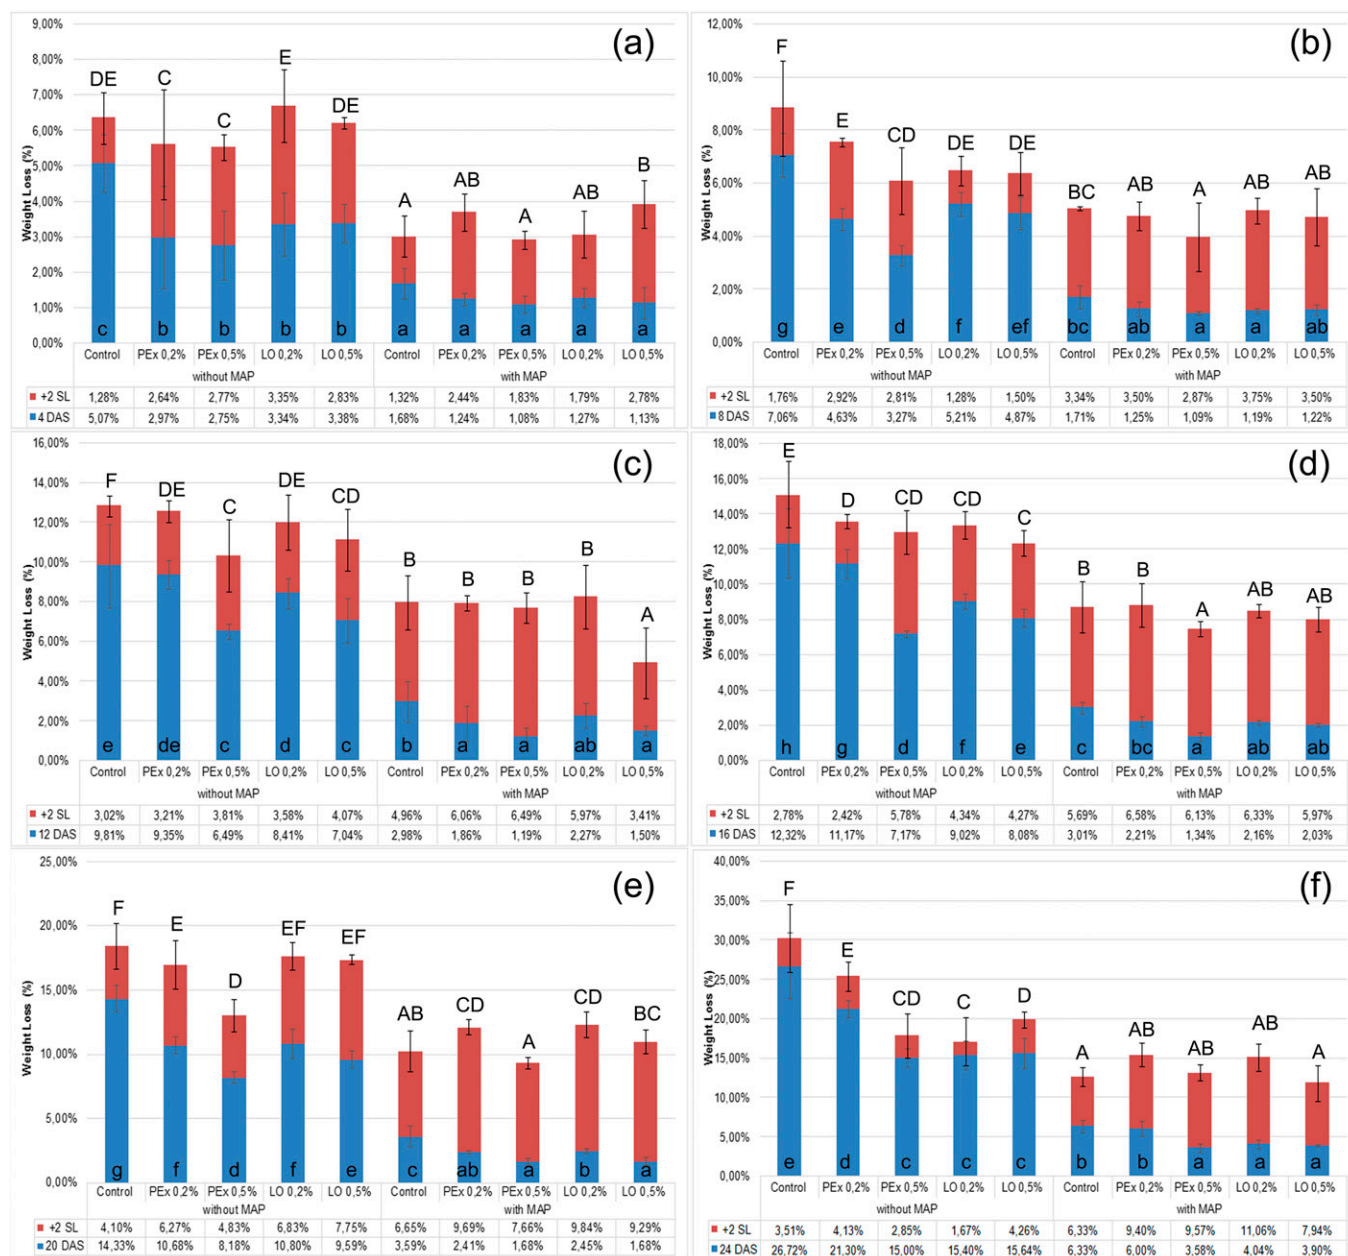 (a)
9,00%
8,00%
7,00%
6,00%
5,00%
4,00%
3,00%
2,00%
1,00%
0,00%
Weight Loss (%)
DE C C E DE A AB A AB B
c b b b b a a a a a
Control PEx 0,2% PEx 0,5% LO 0,2% LO 0,5% Control PEx 0,2% PEx 0,5% LO 0,2% LO 0,5%
without MAP with MAP
+2 SL 1,28% 2,64% 2,77% 3,35% 2,83% 1,32% 2,44% 1,83% 1,79% 2,78%
4 DAS 5,07% 2,97% 2,75% 3,34% 3,38% 1,68% 1,24% 1,08% 1,27% 1,13%
(b)
12,00%
10,00%
8,00%
6,00%
4,00%
2,00%
0,00%
Weight Loss (%)
F E CD DE DE BC AB A AB AB
g e d f ef bc ab a a ab
Control PEx 0,2% PEx 0,5% LO 0,2% LO 0,5% Control PEx 0,2% PEx 0,5% LO 0,2% LO 0,5%
without MAP with MAP
+2 SL 1,76% 2,92% 2,81% 1,28% 1,50% 3,34% 3,50% 2,87% 3,75% 3,50%
8 DAS 7,06% 4,63% 3,27% 5,21% 4,87% 1,71% 1,25% 1,09% 1,19% 1,22%
(c)
16,00%
14,00%
12,00%
10,00%
8,00%
6,00%
4,00%
2,00%
0,00%
Weight Loss (%)
F DE C DE CD B B B B A
e de c d c b a a ab a
Control PEx 0,2% PEx 0,5% LO 0,2% LO 0,5% Control PEx 0,2% PEx 0,5% LO 0,2% LO 0,5%
without MAP with MAP
+2 SL 3,02% 3,21% 3,81% 3,58% 4,07% 4,96% 6,06% 6,49% 5,97% 3,41%
12 DAS 9,81% 9,35% 6,49% 8,41% 7,04% 2,98% 1,86% 1,19% 2,27% 1,50%
(d)
18,00%
16,00%
14,00%
12,00%
10,00%
8,00%
6,00%
4,00%
2,00%
0,00%
Weight Loss (%)
E D CD CD C B B A AB AB
h g d f e c bc a ab ab
Control PEx 0,2% PEx 0,5% LO 0,2% LO 0,5% Control PEx 0,2% PEx 0,5% LO 0,2% LO 0,5%
without MAP with MAP
+2 SL 2,78% 2,42% 5,78% 4,34% 4,27% 5,69% 6,58% 6,13% 6,33% 5,97%
16 DAS 12,32% 11,17% 7,17% 9,02% 8,08% 3,01% 2,21% 1,34% 2,16% 2,03%
(e)
25,00%
20,00%
15,00%
10,00%
5,00%
0,00%
Weight Loss (%)
F E D EF EF AB CD A CD BC
g f d f e c ab a b a
Control PEx 0,2% PEx 0,5% LO 0,2% LO 0,5% Control PEx 0,2% PEx 0,5% LO 0,2% LO 0,5%
without MAP with MAP
+2 SL 4,10% 6,27% 4,83% 6,83% 7,75% 6,65% 9,69% 7,66% 9,84% 9,29%
20 DAS 14,33% 10,68% 8,18% 10,80% 9,59% 3,59% 2,41% 1,68% 2,45% 1,68%
(f)
40,00%
35,00%
30,00%
25,00%
20,00%
15,00%
10,00%
5,00%
0,00%
Weight Loss (%)
F E CD C D A AB AB AB A
e d c c c b b a a a
Control PEx 0,2% PEx 0,5% LO 0,2% LO 0,5% Control PEx 0,2% PEx 0,5% LO 0,2% LO 0,5%
without MAP with MAP
+2 SL 3,51% 4,13% 2,85% 1,67% 4,26% 6,33% 9,40% 9,57% 11,06% 7,94%
24 DAS 26,72% 21,30% 15,00% 15,40% 15,64% 6,33% 6,00% 3,58% 4,04% 3,90%